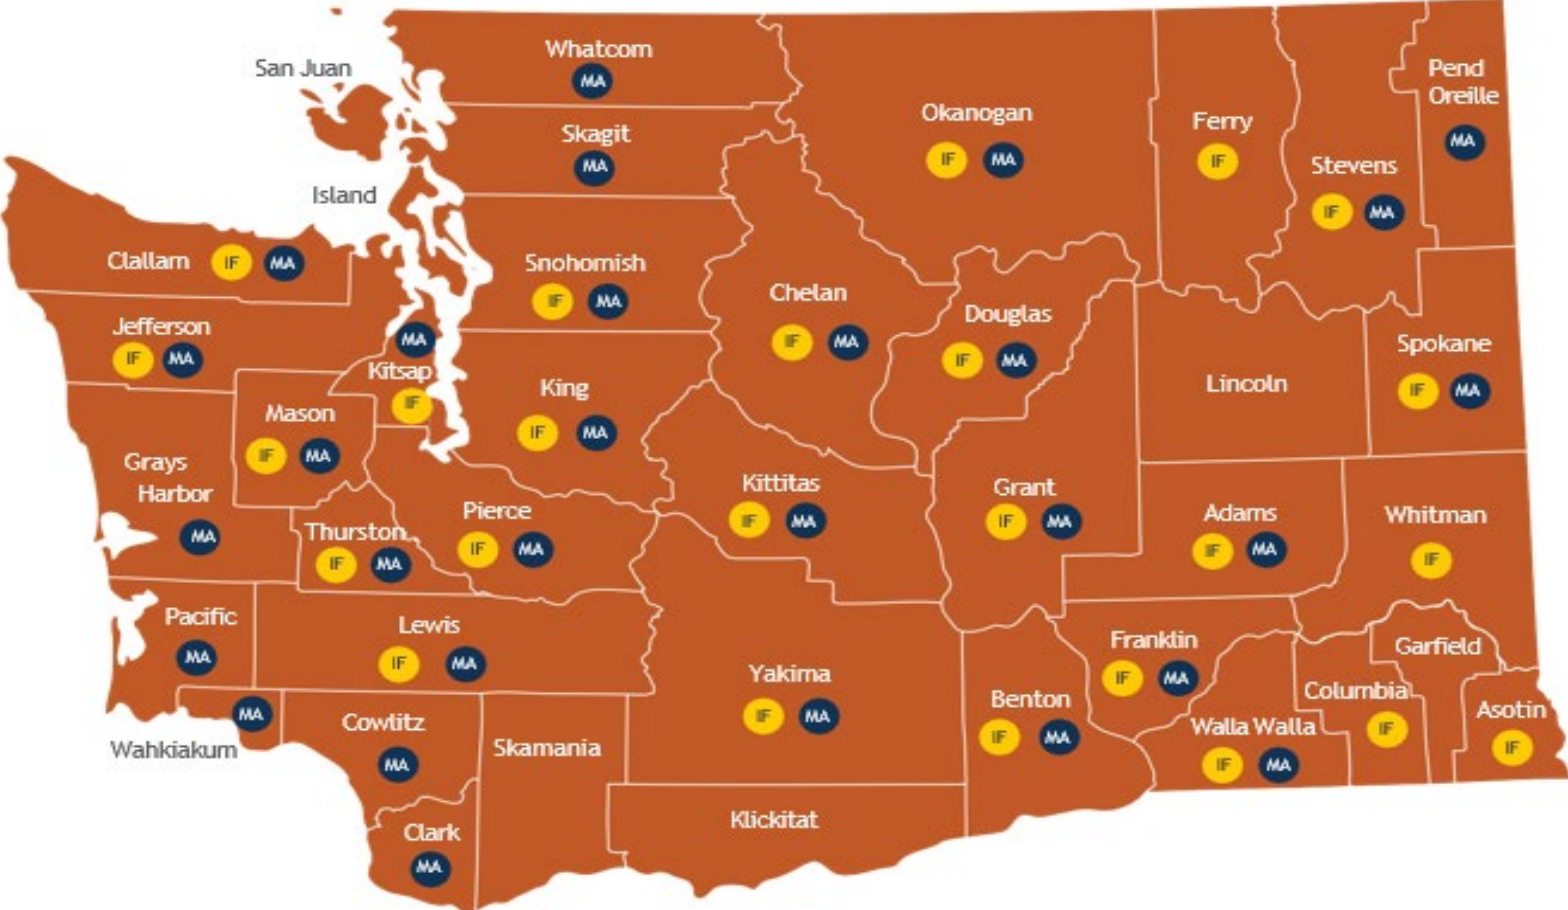 Whatcom
MA
San Juan
Skagit
MA
Island
Okanogan
IF MA
Ferry
IF
Stevens
IF MA
Pend
Oreille
MA
Clallam IF MA
Snohomish
IF MA
Chelan
IF MA
Douglas
IF MA
Jefferson
IF MA
MA
Kitsap
IF
King
IF MA
Lincoln
Spokane
IF MA
Mason
IF MA
Grays
Harbor
MA
Thurston
IF MA
Pierce
IF MA
Kittitas
IF MA
Grant
IF MA
Adams
IF MA
Whitman
IF
Pacific
MA
Lewis
IF MA
Yakima
IF MA
Benton
IF MA
Franklin
IF MA
Garfield
Columbia
IF
Asotin
IF
Walla Walla
IF MA
MA
Wahkiakum
Cowlitz
MA
Skamania
Klickitat
Clark
MA